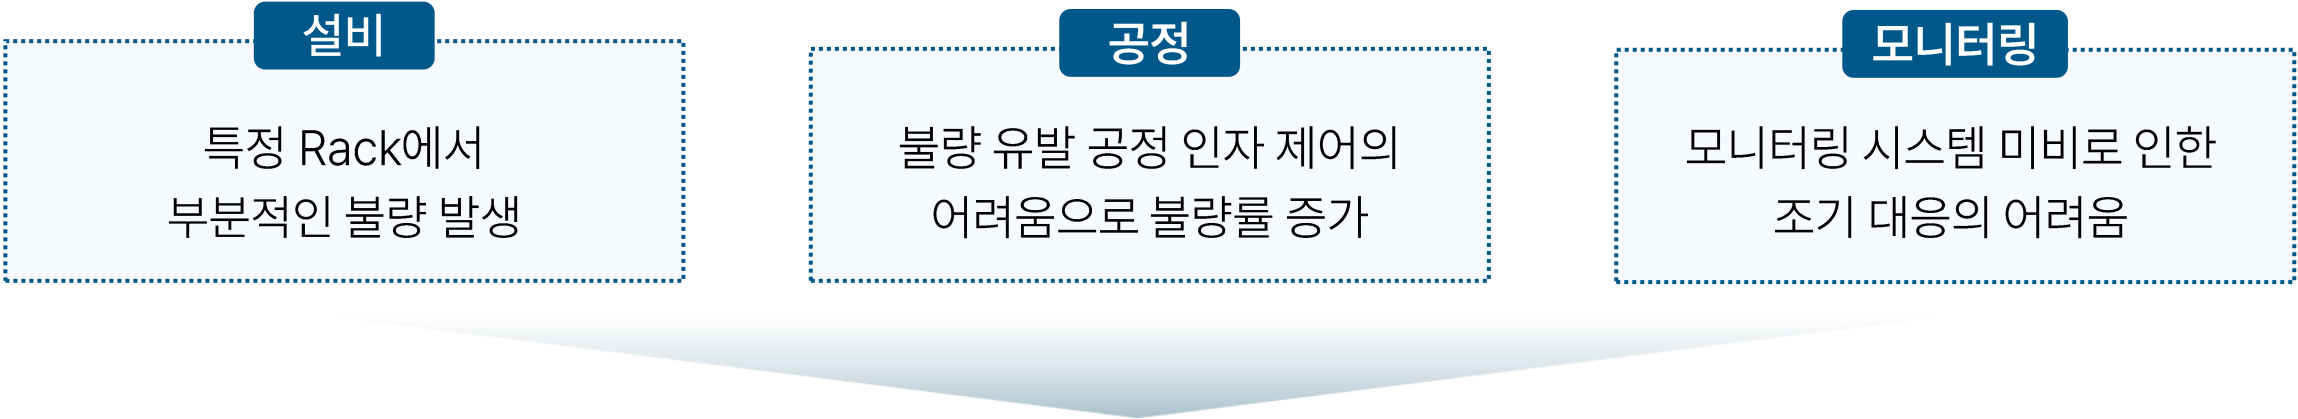 설비
특정 Rack에서
부분적인 불량 발생
공정
불량 유발 공정 인자 제어의
어려움으로 불량률 증가
모니터링
모니터링 시스템 미비로 인한
조기 대응의 어려움